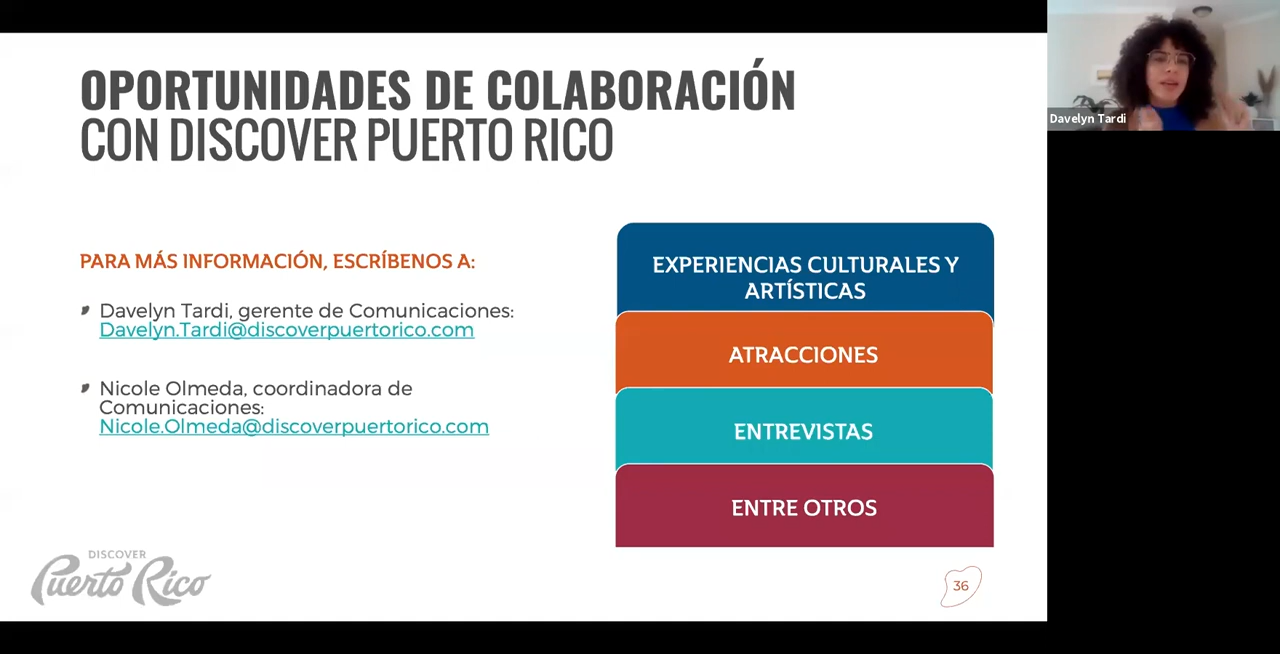 OPORTUNIDADES DE COLABORACIÓN
CON DISCOVER PUERTO RICO
PARA MÁS INFORMACIÓN, ESCRÍBENOS A:
Davelyn Tardi, gerente de Comunicaciones:
Davelyn.Tardi@discoverpuertorico.com
Nicole Olmeda, coordinadora de
Comunicaciones:
Nicole.Olmeda@discoverpuertorico.com
EXPERIENCIAS CULTURALES Y
ARTÍSTICAS
ATRACCIONES
ENTREVISTAS
ENTRE OTROS
DISCOVER
Puerto Rico
36
Davelyn Tardi